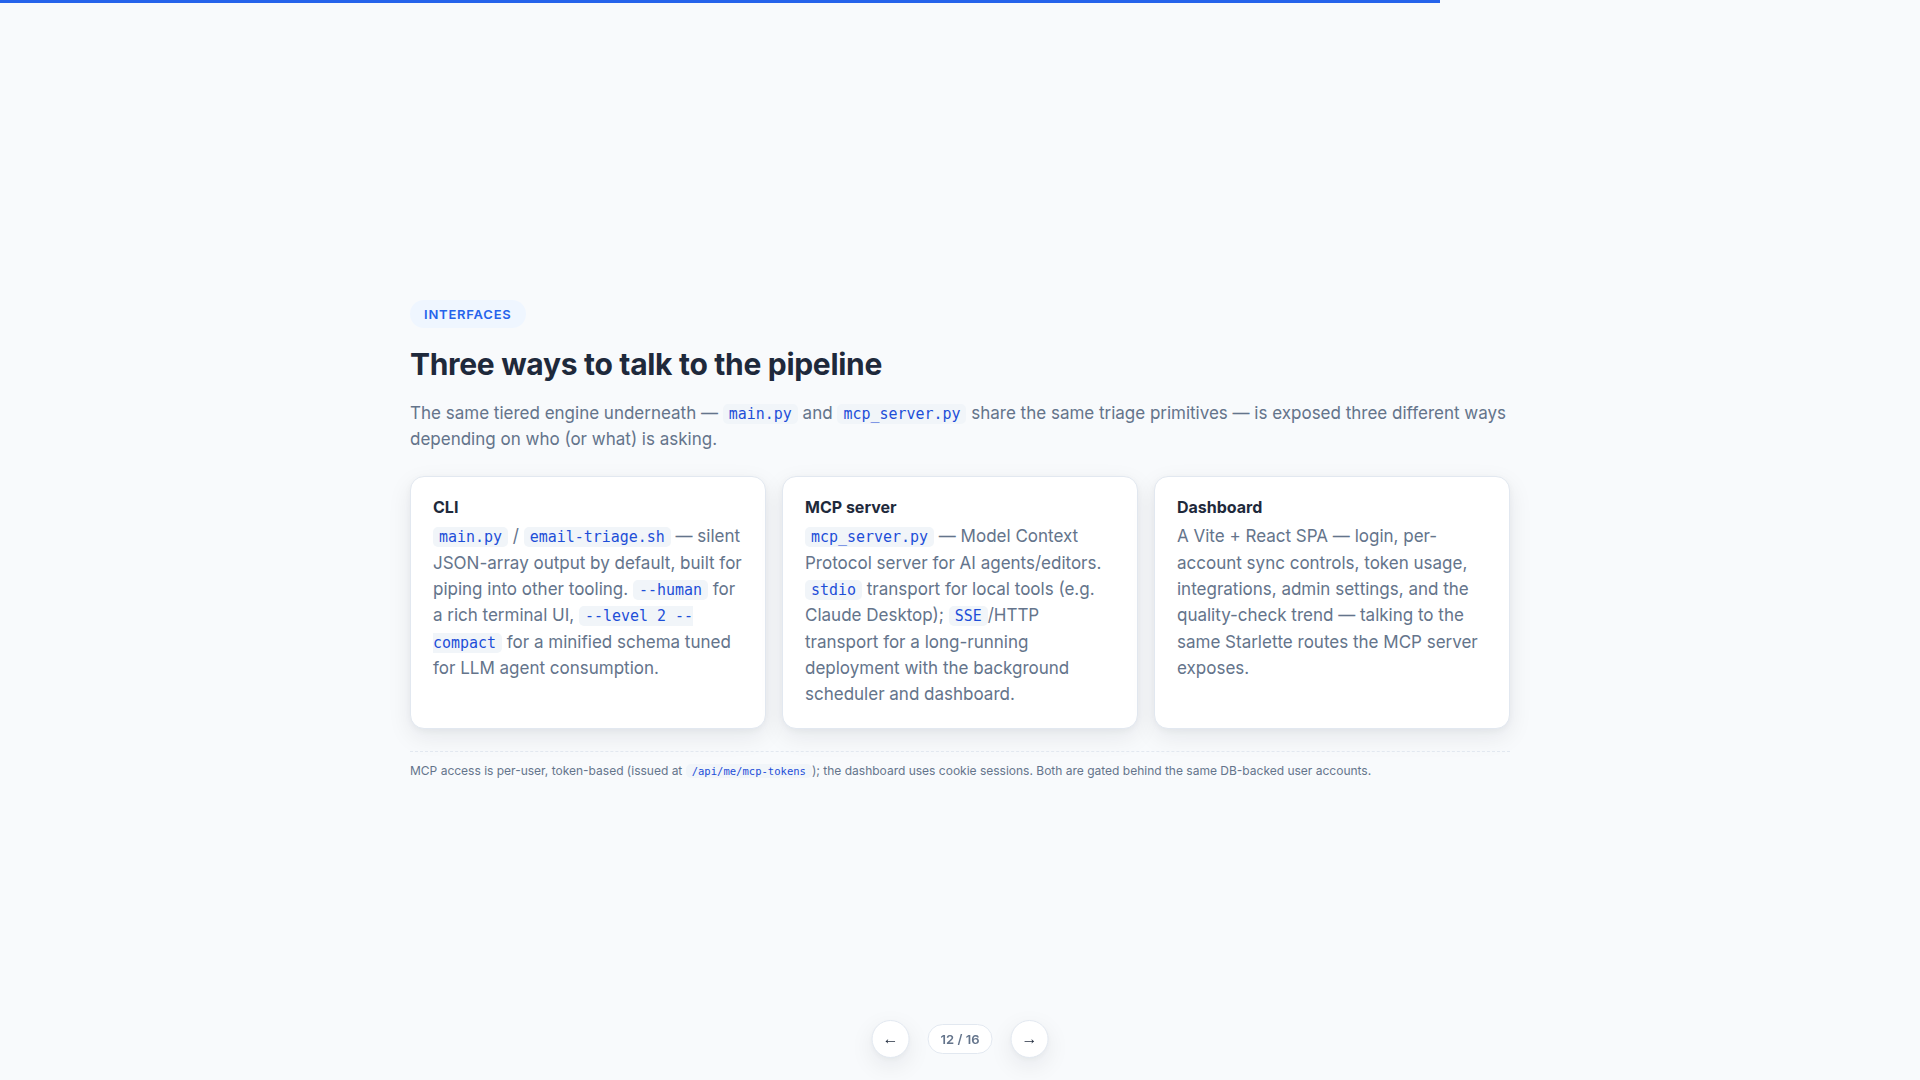 INTERFACES
Three ways to talk to the pipeline
The same tiered engine underneath — main.py and mcp_server.py share the same triage primitives — is exposed three different ways
depending on who (or what) is asking.
CLI
main.py / email-triage.sh — silent
JSON-array output by default, built for
piping into other tooling. --human for
a rich terminal UI, --level 2 --
compact for a minified schema tuned
for LLM agent consumption.
MCP server
mcp_server.py — Model Context
Protocol server for AI agents/editors.
stdio transport for local tools (e.g.
Claude Desktop); SSE/HTTP
transport for a long-running
deployment with the background
scheduler and dashboard.
Dashboard
A Vite + React SPA — login, per-
account sync controls, token usage,
integrations, admin settings, and the
quality-check trend — talking to the
same Starlette routes the MCP server
exposes.
MCP access is per-user, token-based (issued at /api/me/mcp-tokens); the dashboard uses cookie sessions. Both are gated behind the same DB-backed user accounts.
← 12 / 16 →